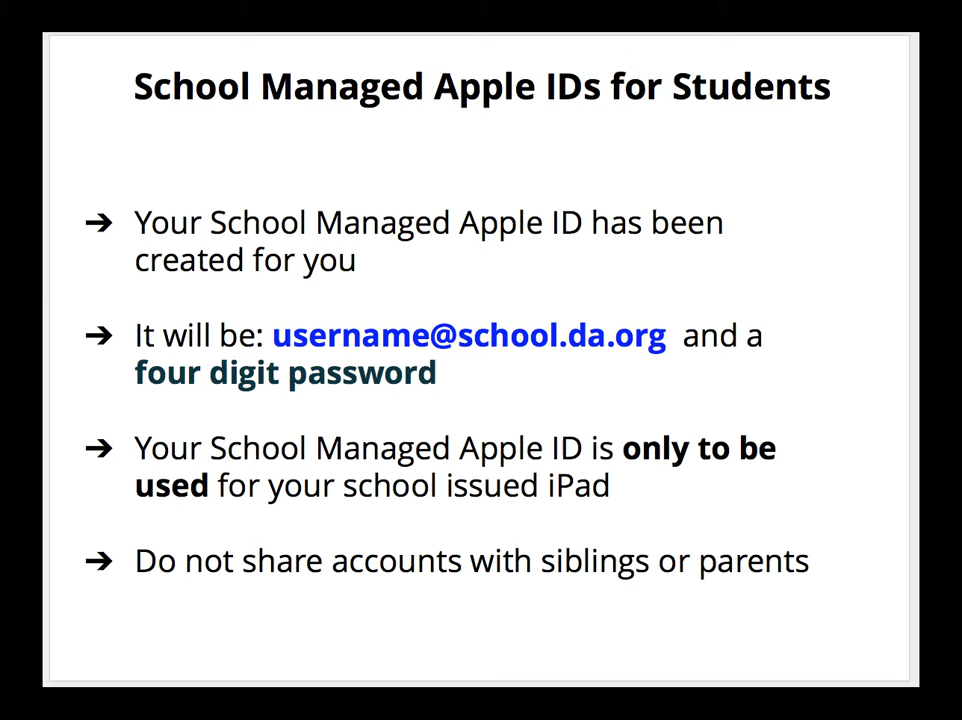 School Managed Apple IDs for Students
➔ Your School Managed Apple ID has been
created for you
➔ It will be: username@school.da.org and a
four digit password
➔ Your School Managed Apple ID is only to be
used for your school issued iPad
➔ Do not share accounts with siblings or parents